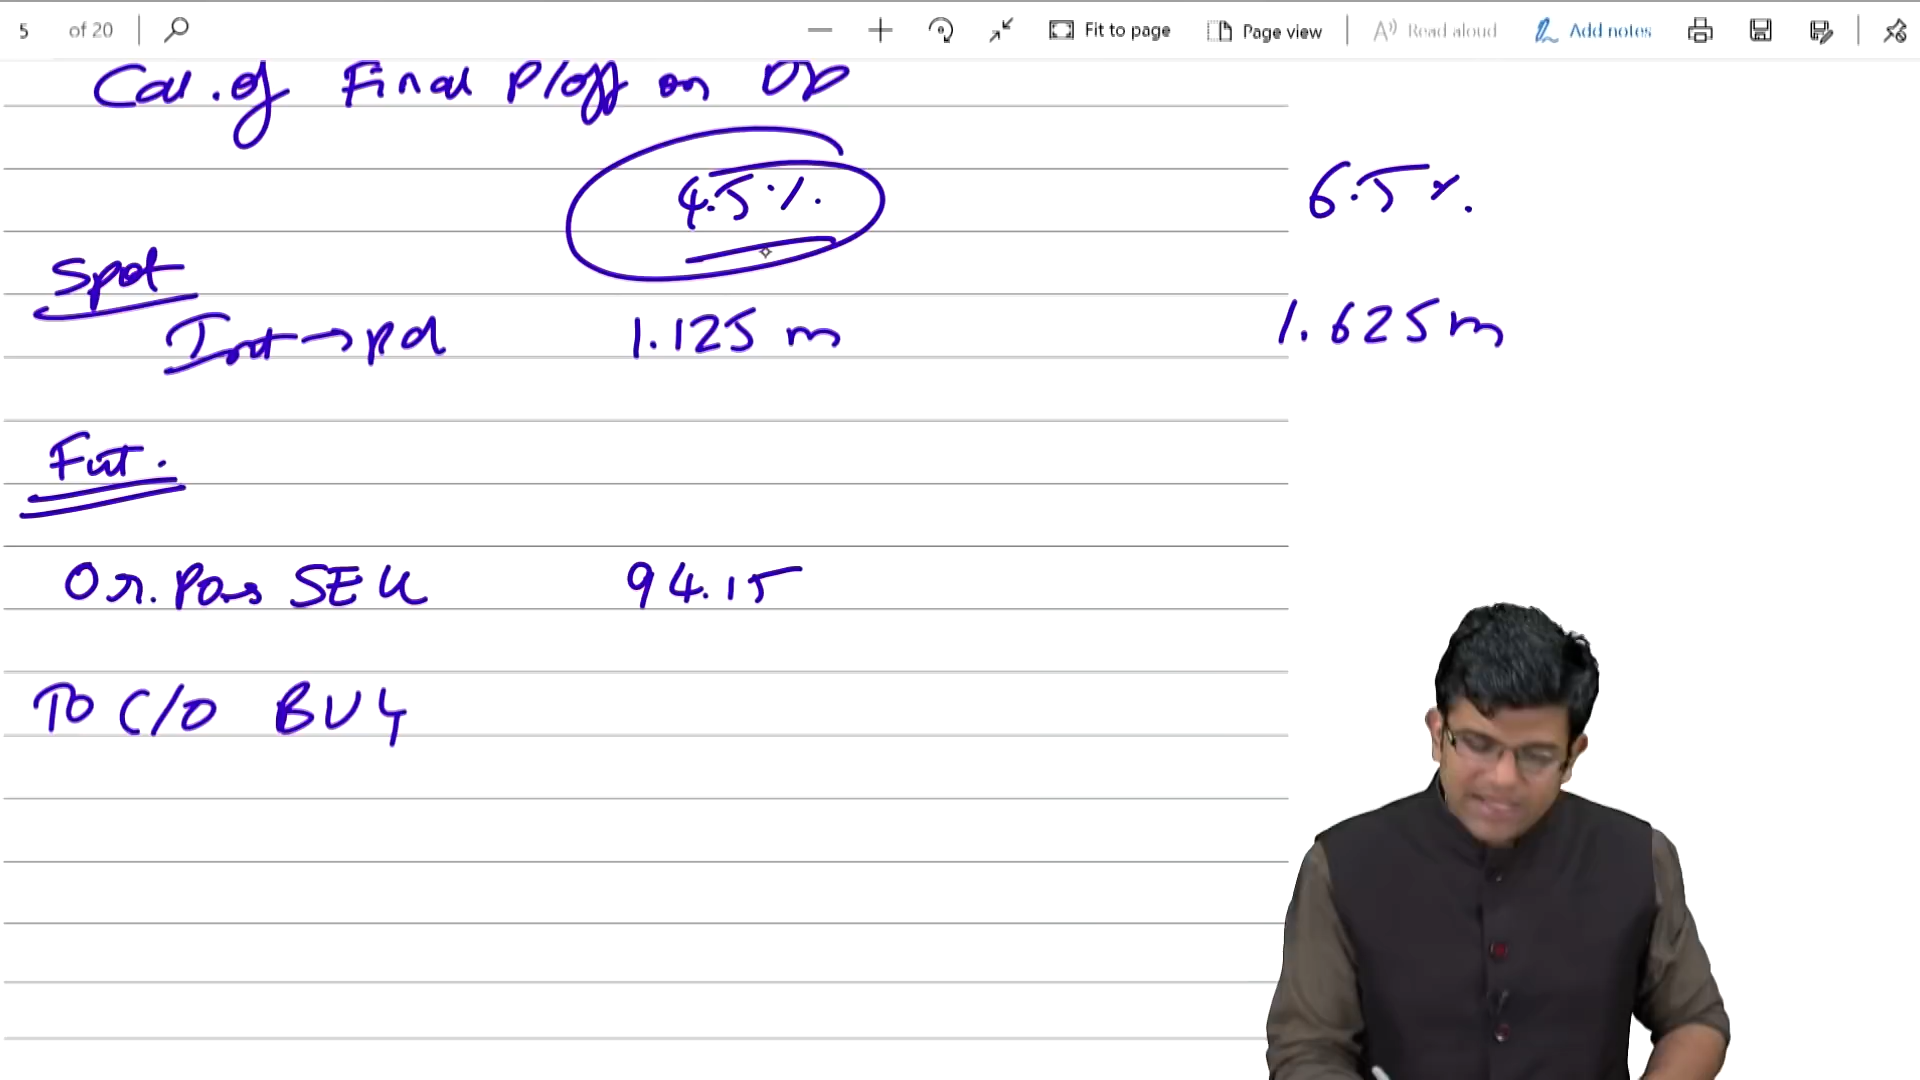 5 of 20 Fit to page Page view Read aloud Add notes
Cal. of Final P/off on DD
4.5% 6.5%.
Spot
Int → pd 1.125 m 1.625 m
Fut.
Or. Pos SELL 94.15
To C/O BUY